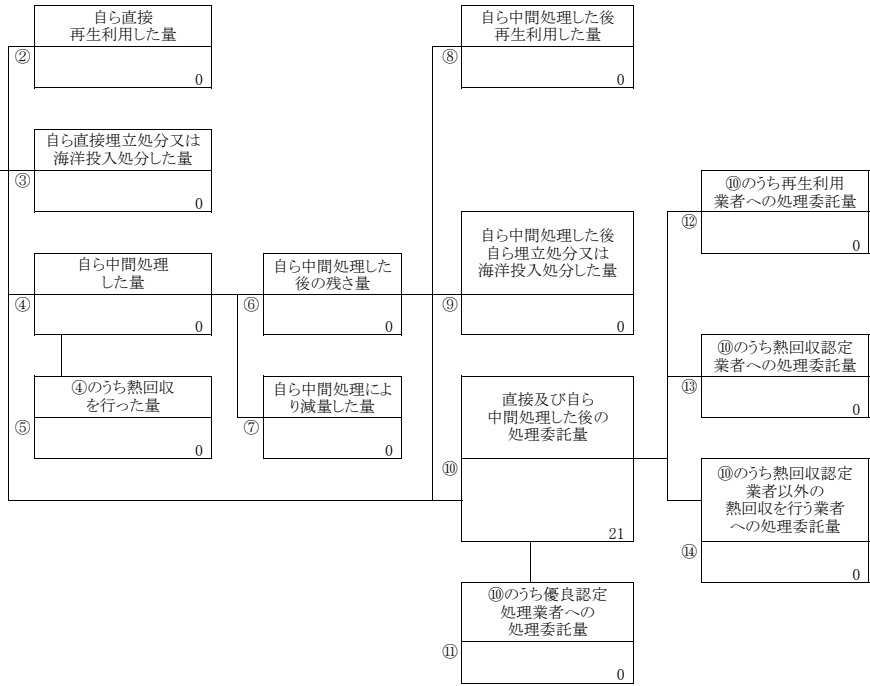 自ら直接
再生利用した量
②
0
自ら直接埋立処分又は
海洋投入処分した量
③
0
自ら中間処理
した量
④
0
④のうち熱回収
を行った量
⑤
0
自ら中間処理した
後の残さ量
⑥
0
自ら中間処理によ
り減量した量
⑦
0
自ら中間処理した後
再生利用した量
⑧
0
自ら中間処理した後
自ら埋立処分又は
海洋投入処分した量
⑨
0
直接及び自ら
中間処理した後の
処理委託量
⑩
21
⑩のうち優良認定
処理業者への
処理委託量
⑪
0
⑩のうち再生利用
業者への処理委託量
⑫
0
⑩のうち熱回収認定
業者への処理委託量
⑬
0
⑩のうち熱回収認定
業者以外の
熱回収を行う業者
への処理委託量
⑭
0